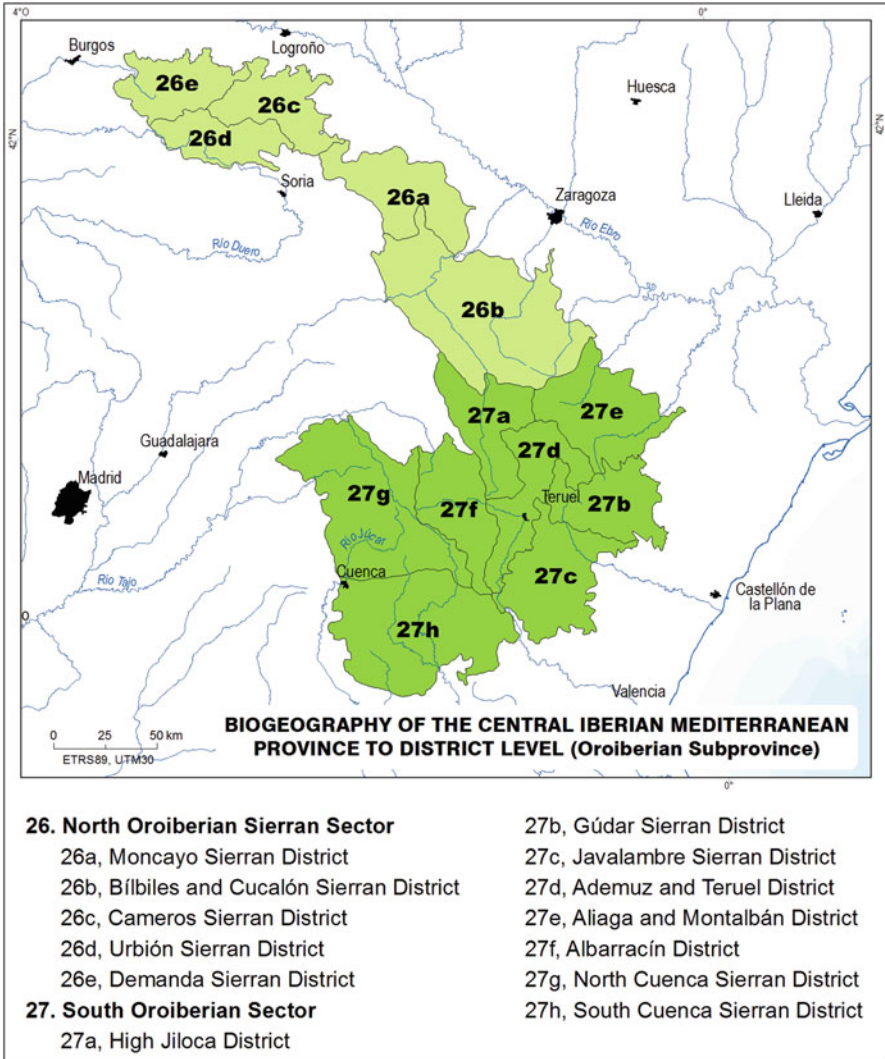 4°0
0°
42°N
42°N
Burgos
Logroño
Huesca
26e
26c
26d
Soria
26a
Zaragoza
Lleida
Río Ebro
Río Duero
26b
27a
27e
Guadalajara
27d
Madrid
27g
Teruel
27b
27f
Río Júcar
Río Tajo
Cuenca
27c
Castellón de
la Plana
O
27h
Valencia
0 25 50 km
ETRS89, UTM30
BIOGEOGRAPHY OF THE CENTRAL IBERIAN MEDITERRANEAN
PROVINCE TO DISTRICT LEVEL (Oroiberian Subprovince)
0°
26. North Oroiberian Sierran Sector
26a, Moncayo Sierran District
26b, Bílbiles and Cucalón Sierran District
26c, Cameros Sierran District
26d, Urbión Sierran District
26e, Demanda Sierran District
27. South Oroiberian Sector
27a, High Jiloca District
27b, Gúdar Sierran District
27c, Javalambre Sierran District
27d, Ademuz and Teruel District
27e, Aliaga and Montalbán District
27f, Albarracín District
27g, North Cuenca Sierran District
27h, South Cuenca Sierran District